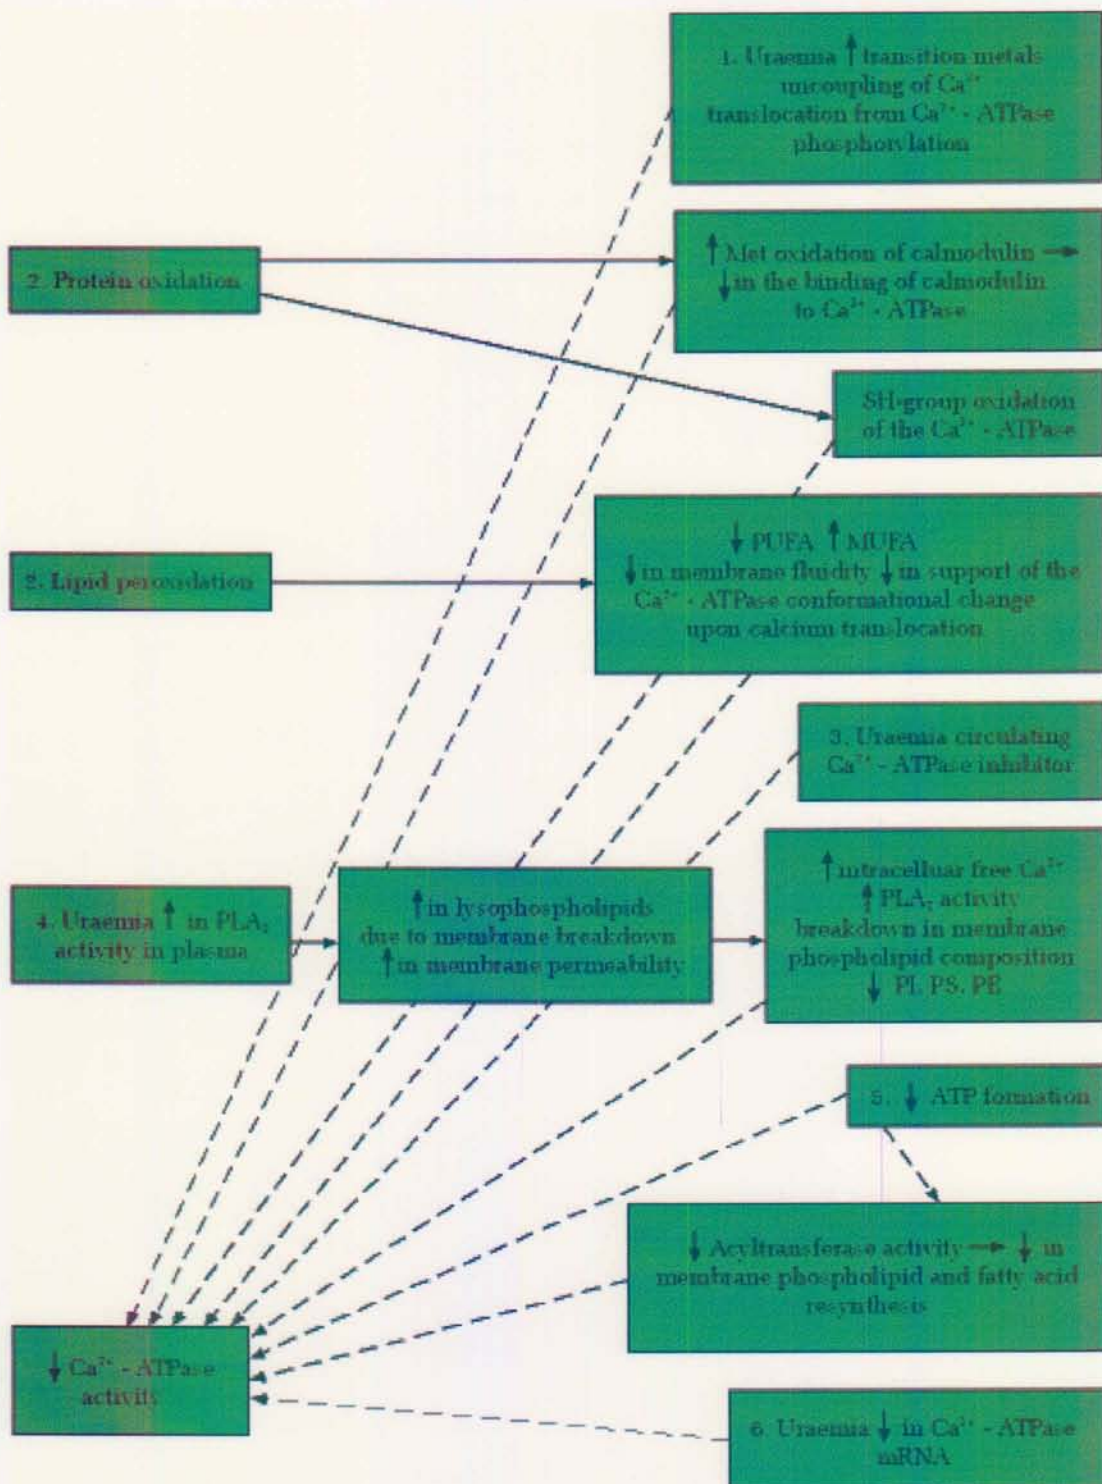 1. Uraemia ↑ transition metals
uncoupling of Ca²⁺
translocation from Ca²⁺ - ATPase
phosphorylation
2. Protein oxidation
↑ Met oxidation of calmodulin →
↓ in the binding of calmodulin
to Ca²⁺ - ATPase
SH-group oxidation
of the Ca²⁺ - ATPase
2. Lipid peroxidation
↓ PUFA ↑ MUFA
↓ in membrane fluidity ↓ in support of the
Ca²⁺ - ATPase conformational change
upon calcium translocation
3. Uraemia circulating
Ca²⁺ - ATPase inhibitor
4. Uraemia ↑ in PLA₂
activity in plasma
↑ in lysophospholipids
due to membrane breakdown
↑ in membrane permeability
↑ intracelluar free Ca²⁺
↑ PLA₂ activity
breakdown in membrane
phospholipid composition
↓ PI, PS, PE
5. ↓ ATP formation
↓ Acyltransferase activity → ↓ in
membrane phospholipid and fatty acid
resynthesis
↓ Ca²⁺ - ATPase
activity
6. Uraemia ↓ in Ca²⁺ - ATPase
mRNA